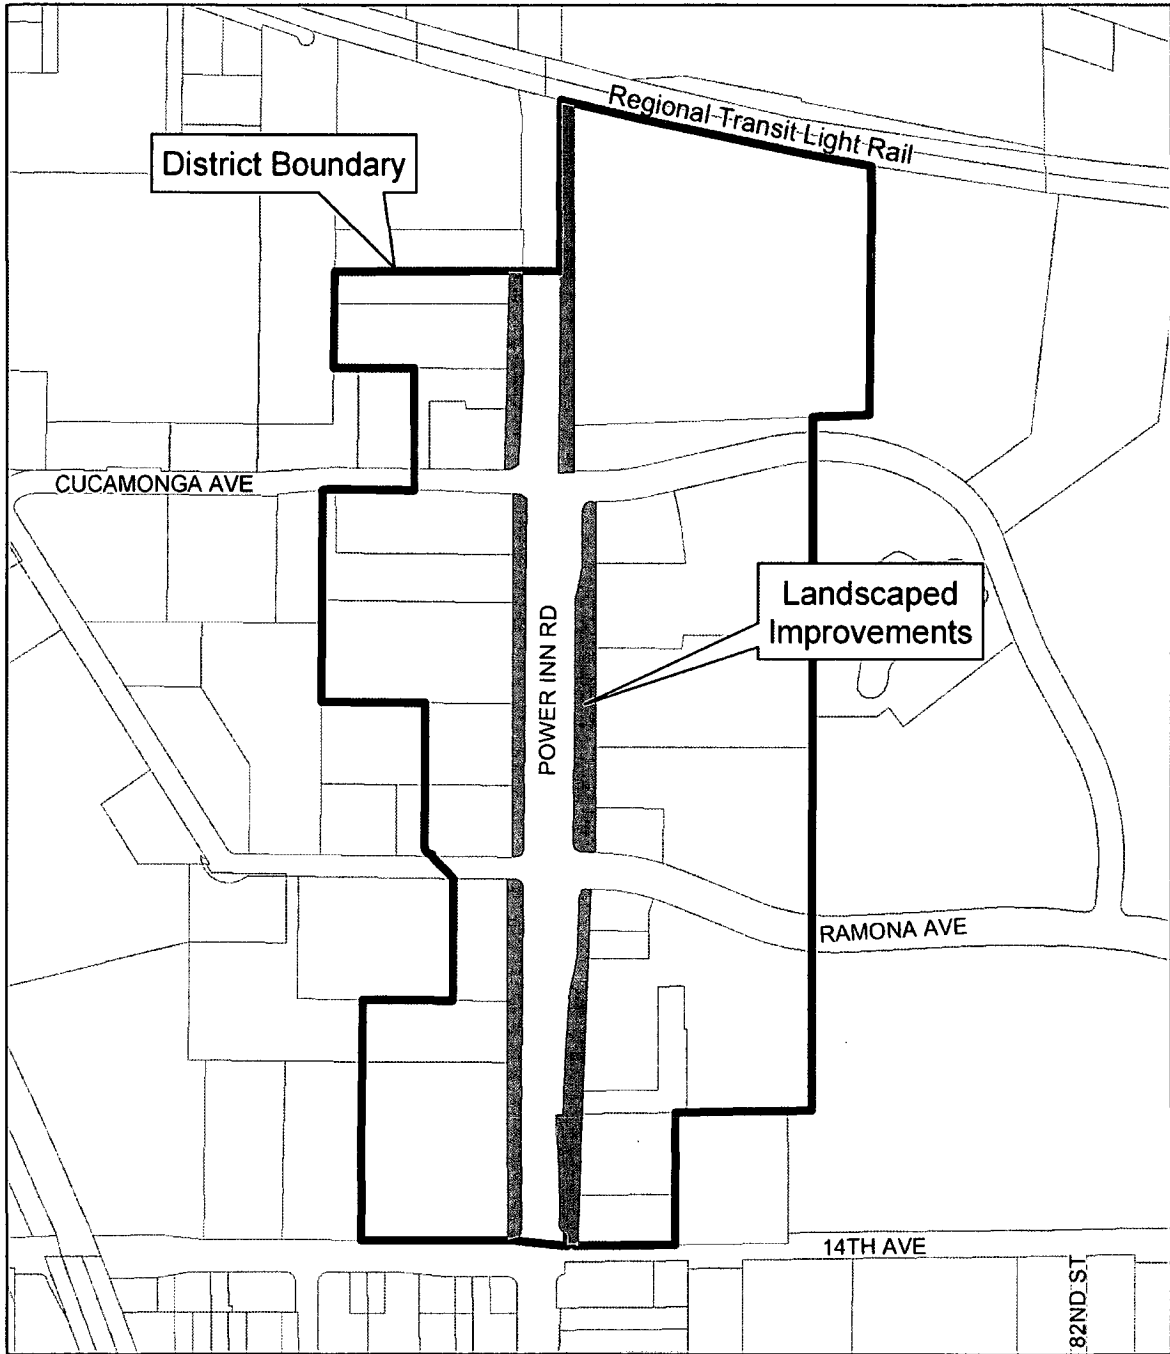 Regional Transit Light Rail
District Boundary
CUCAMONGA AVE
Landscaped
Improvements
POWER INN RD
RAMONA AVE
14TH AVE
82ND ST